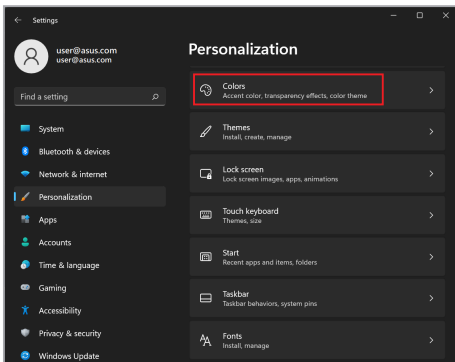 Settings
user@asus.com
user@asus.com
Find a setting
System
Bluetooth & devices
Network & internet
Personalization
Apps
Accounts
Time & language
Gaming
Accessibility
Privacy & security
Windows Update
Personalization
Colors
Accent color, transparency effects, color theme
Themes
Install, create, manage
Lock screen
Lock screen images, apps, animations
Touch keyboard
Themes, size
Start
Recent apps and items, folders
Taskbar
Taskbar behaviors, system pins
Fonts
Install, manage